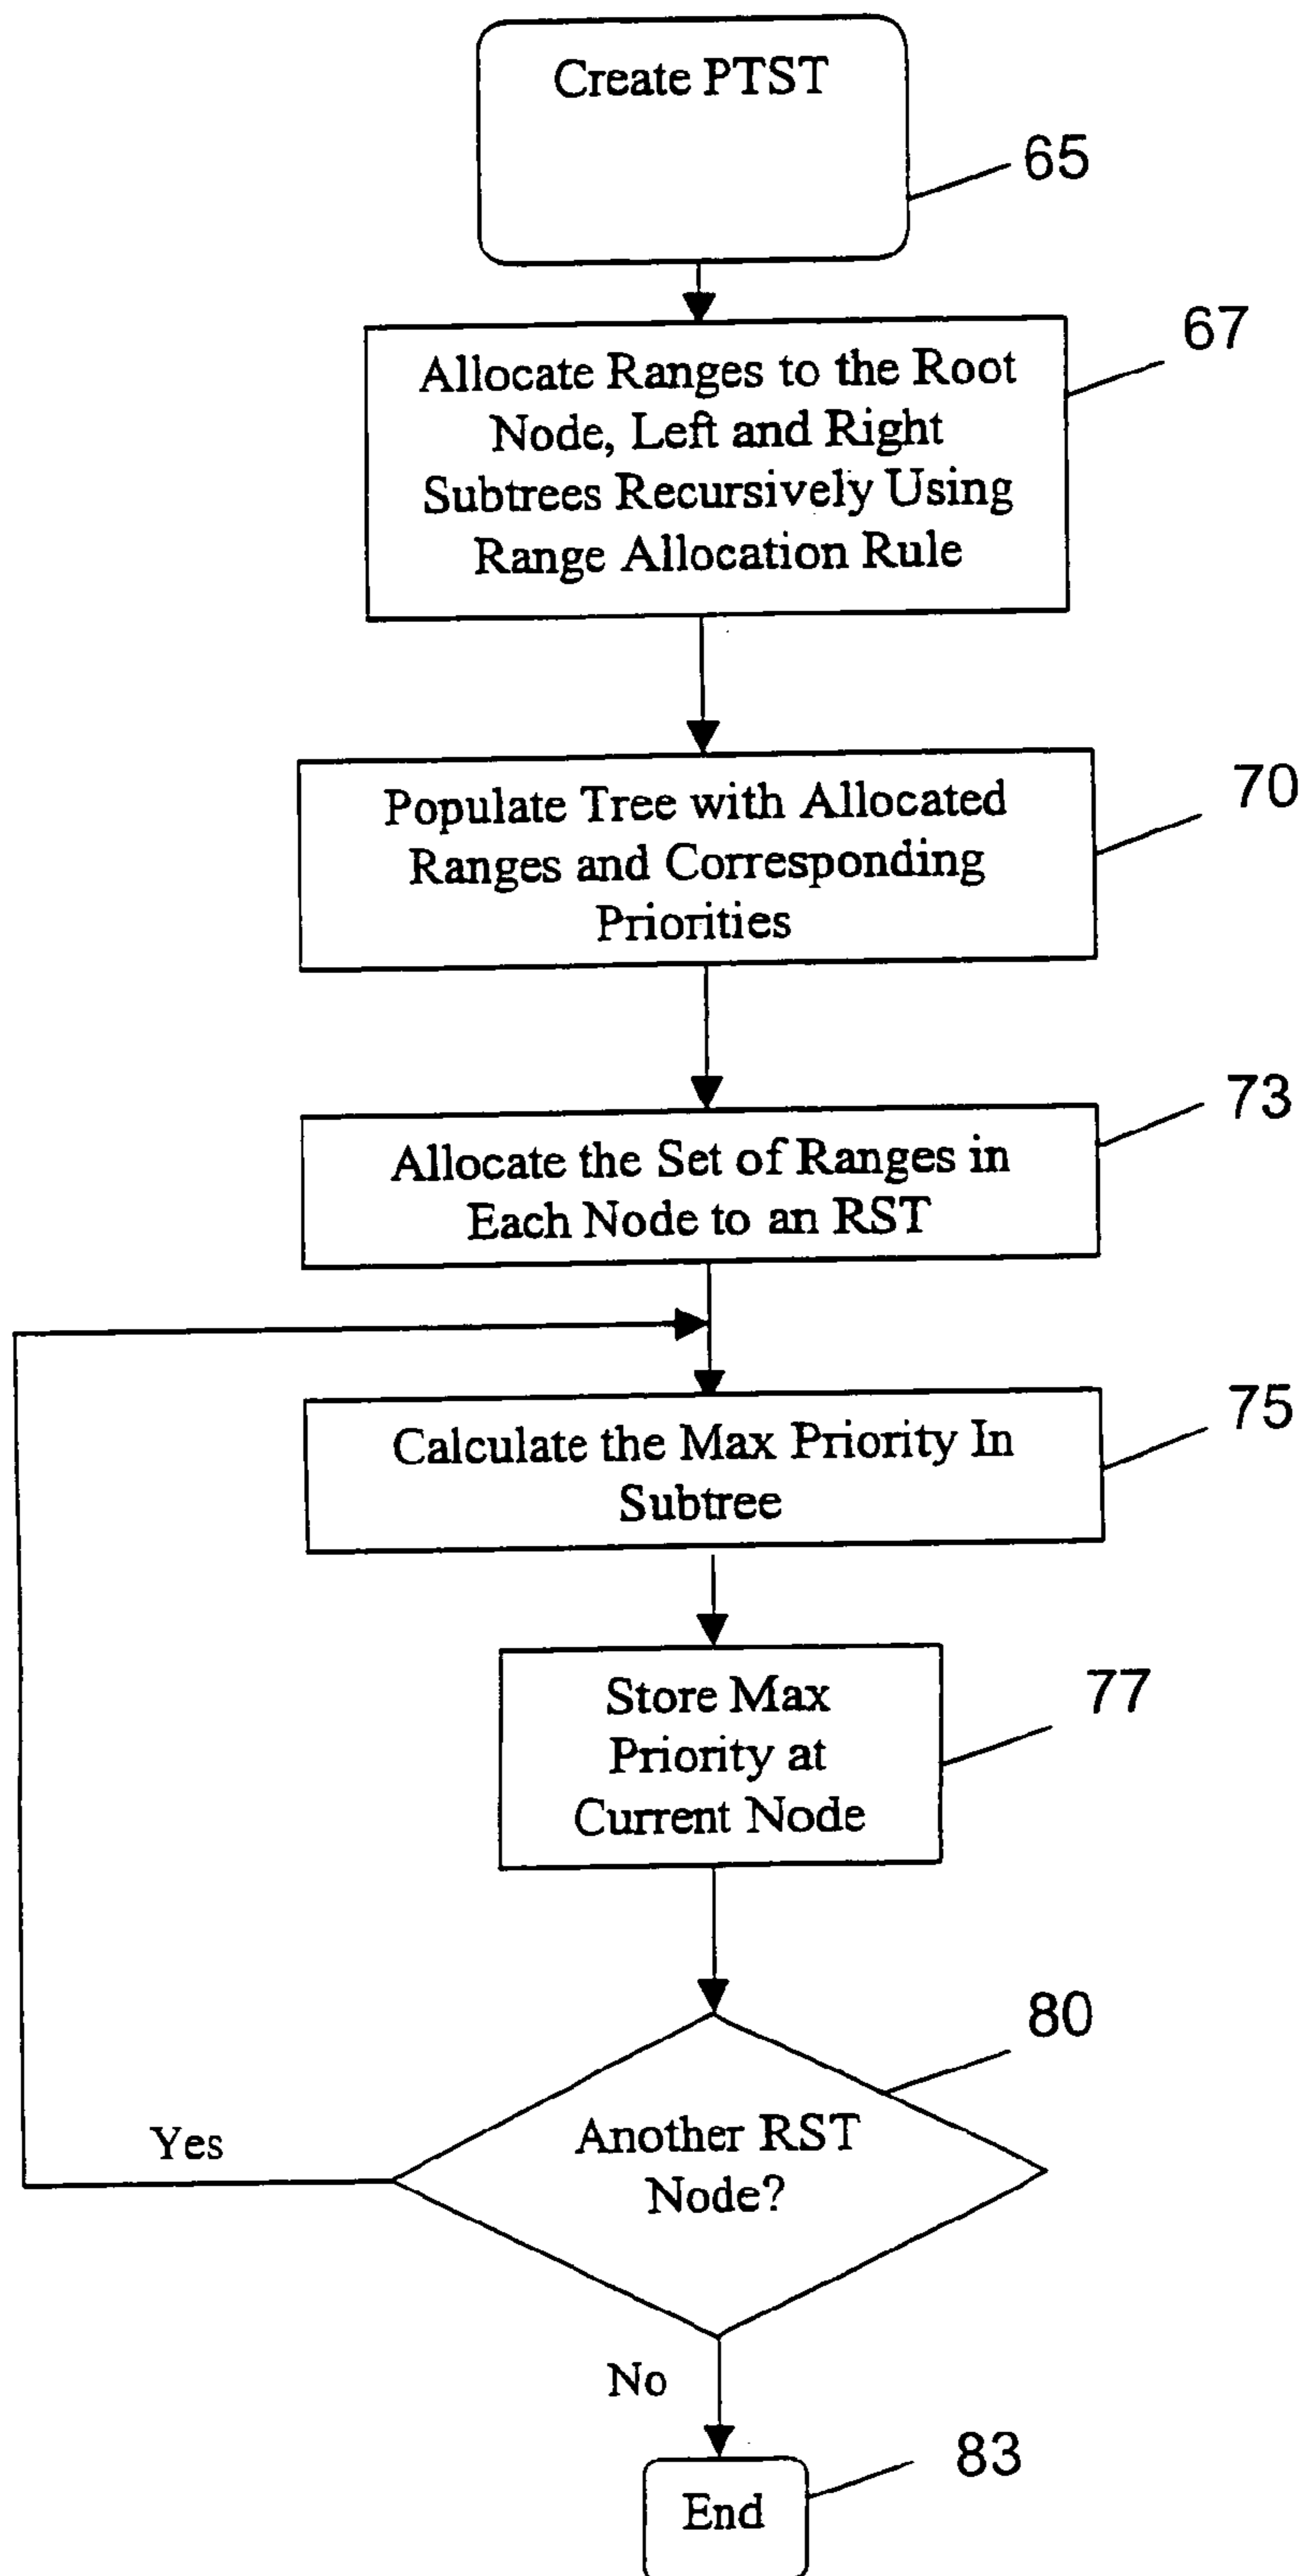 Create PTST
65
Allocate Ranges to the Root
Node, Left and Right
Subtrees Recursively Using
Range Allocation Rule
67
Populate Tree with Allocated
Ranges and Corresponding
Priorities
70
Allocate the Set of Ranges in
Each Node to an RST
73
Calculate the Max Priority In
Subtree
75
Store Max
Priority at
Current Node
77
80
Another RST
Node?
Yes
No
End
83